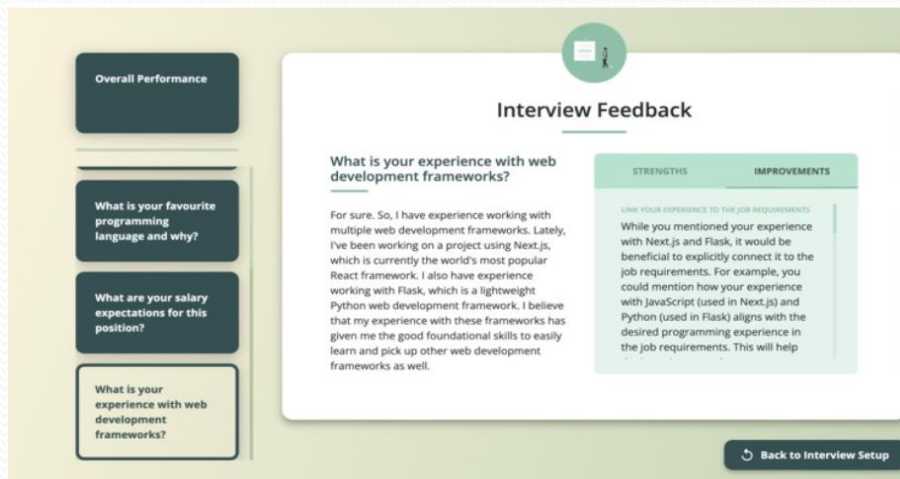 Overall Performance
What is your favourite
programming
language and why?
What are your salary
expectations for this
position?
What is your
experience with web
development
frameworks?
Interview Feedback
What is your experience with web
development frameworks?
For sure. So, I have experience working with
multiple web development frameworks. Lately,
I've been working on a project using Next.js,
which is currently the world's most popular
React framework. I also have experience
working with Flask, which is a lightweight
Python web development framework. I believe
that my experience with these frameworks has
given me the good foundational skills to easily
learn and pick up other web development
frameworks as well.
STRENGTHS
IMPROVEMENTS
LINK YOUR EXPERIENCE TO THE JOB REQUIREMENTS
While you mentioned your experience
with Next.js and Flask, it would be
beneficial to explicitly connect it to the
job requirements. For example, you
could mention how your experience
with JavaScript (used in Next.js) and
Python (used in Flask) aligns with the
desired programming experience in
the job requirements. This will help
Back to Interview Setup